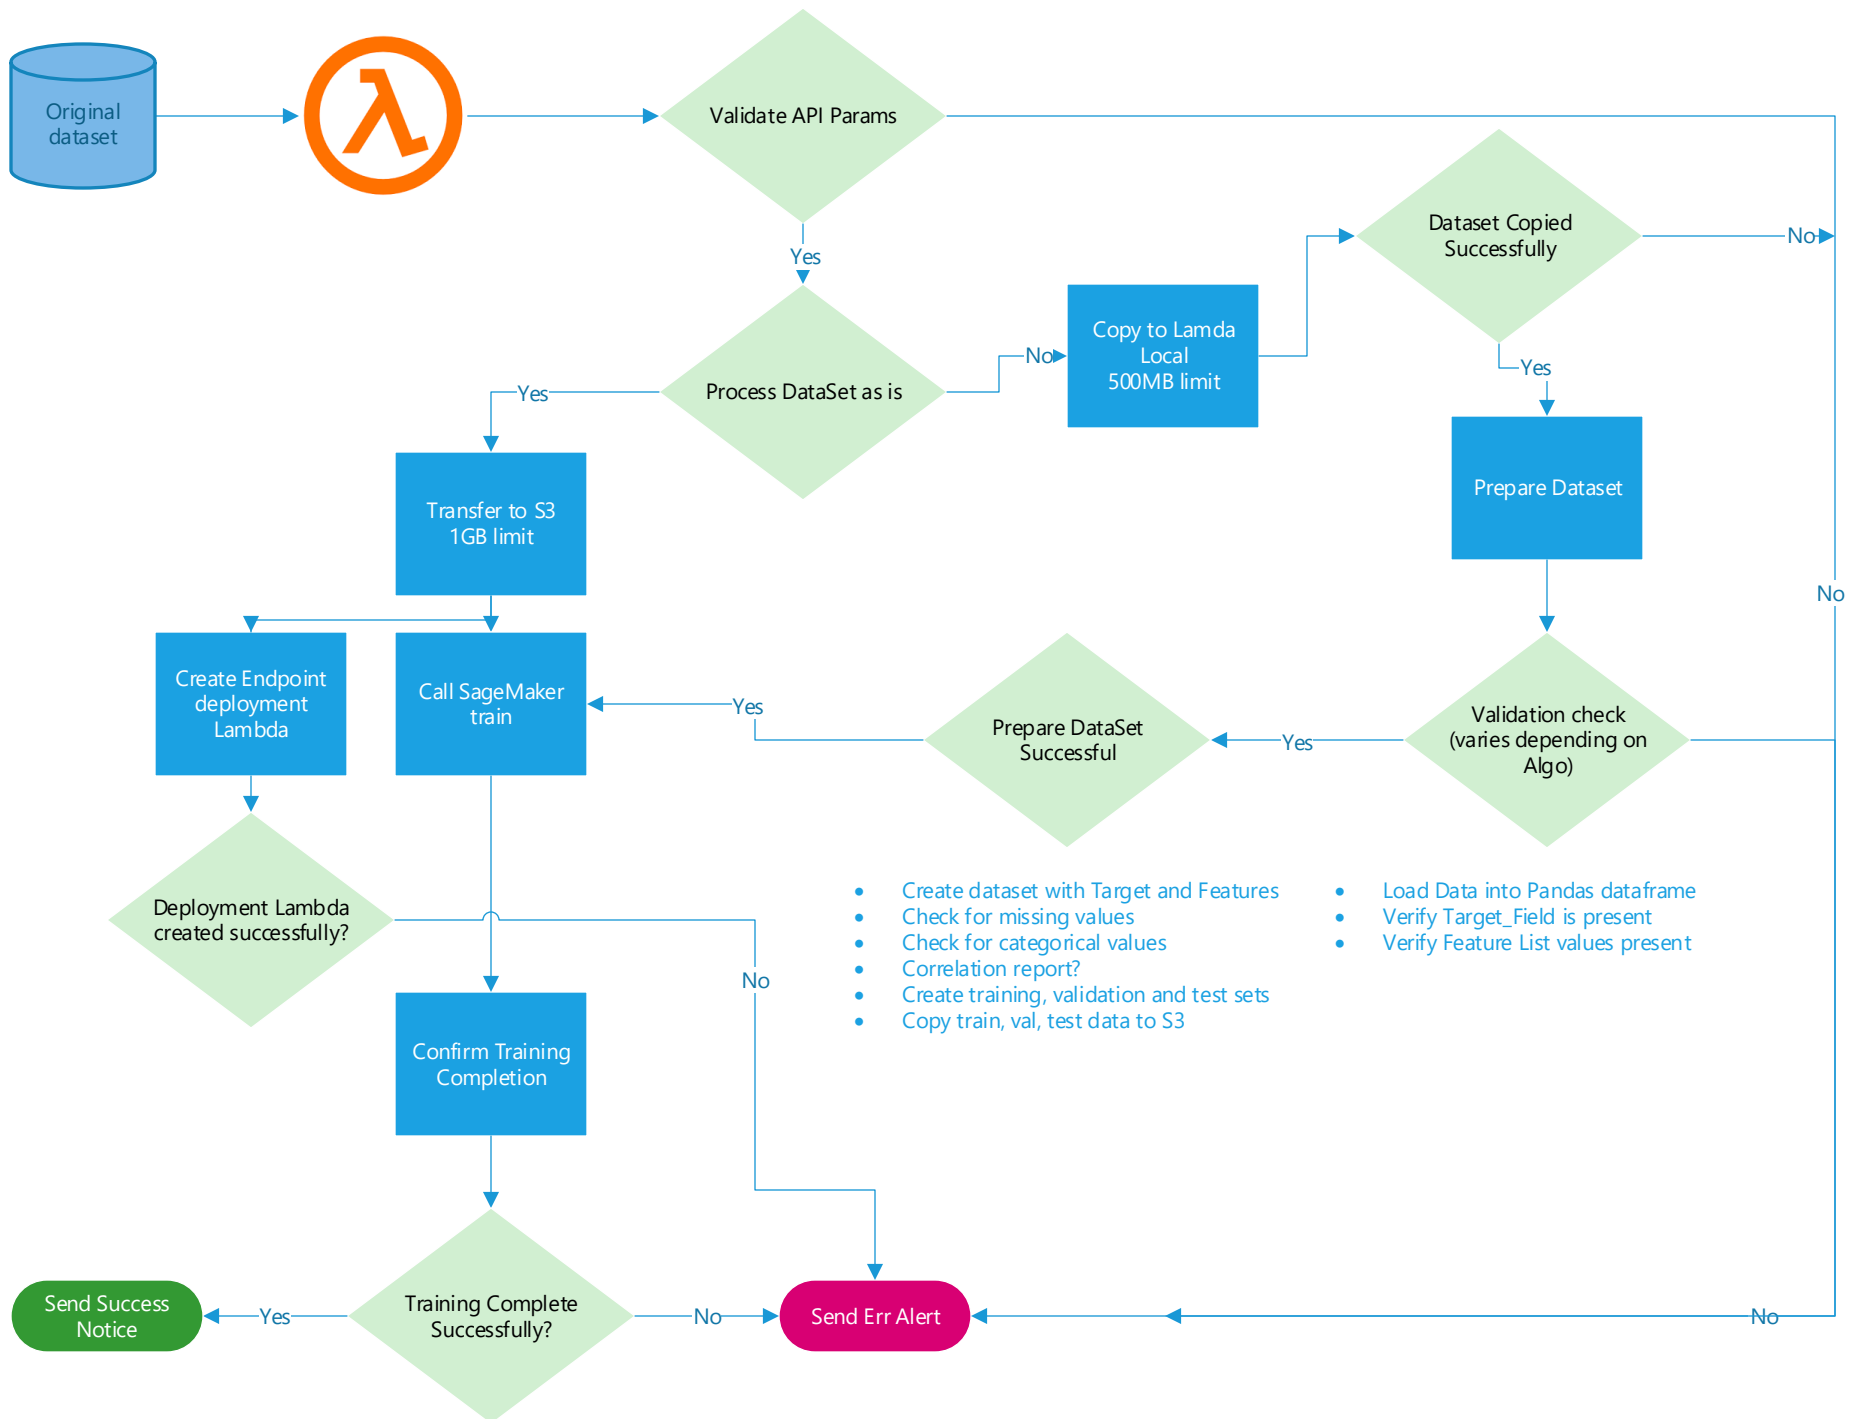 Original
dataset
Validate API Params
Dataset Copied
Successfully
No
Yes
Copy to Lamda
Local
500MB limit
No
Yes
Process DataSet as is
Yes
Prepare Dataset
Transfer to S3
1GB limit
No
Create Endpoint
deployment
Lambda
Call SageMaker
train
Yes
Prepare DataSet
Successful
Yes
Validation check
(varies depending on
Algo)
Deployment Lambda
created successfully?
No
• Create dataset with Target and Features
• Check for missing values
• Check for categorical values
• Correlation report?
• Create training, validation and test sets
• Copy train, val, test data to S3
• Load Data into Pandas dataframe
• Verify Target_Field is present
• Verify Feature List values present
Confirm Training
Completion
Send Success
Notice
Yes
Training Complete
Successfully?
No
Send Err Alert
No